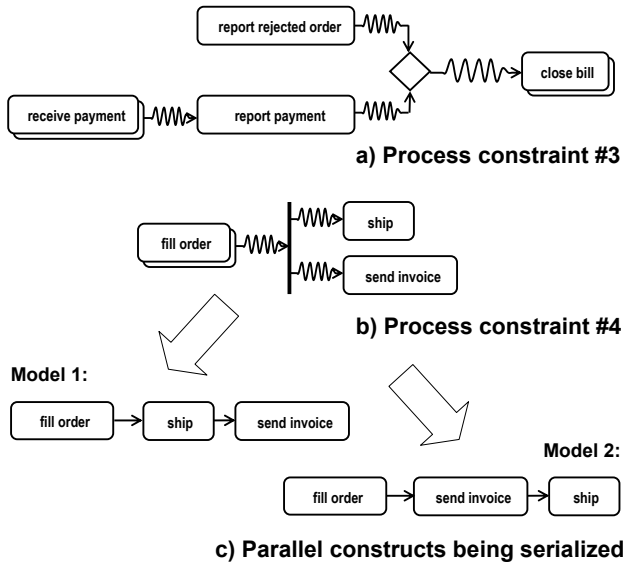 report rejected order
close bill
receive payment
report payment
a) Process constraint #3
ship
fill order
send invoice
b) Process constraint #4
Model 1:
fill order
ship
send invoice
Model 2:
fill order
send invoice
ship
c) Parallel constructs being serialized